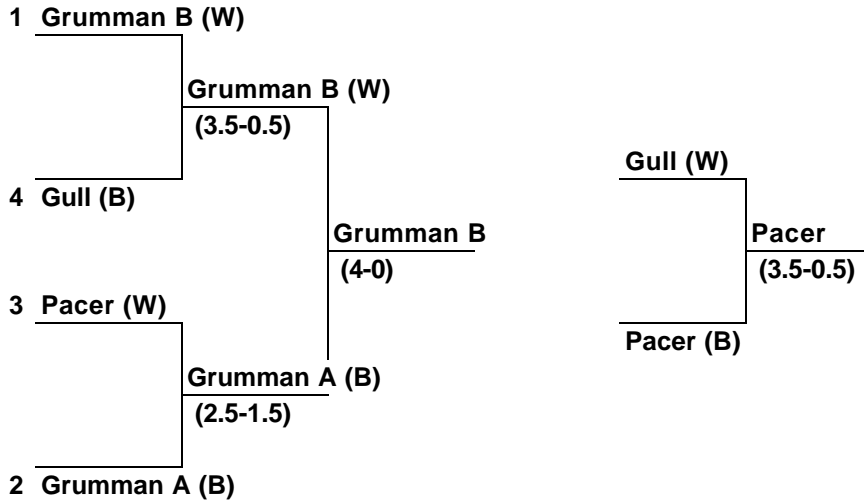 1 Grumman B (W)
Grumman B (W)
(3.5-0.5)
4 Gull (B)
Grumman B
(4-0)
3 Pacer (W)
Grumman A (B)
(2.5-1.5)
2 Grumman A (B)
Gull (W)
Pacer
(3.5-0.5)
Pacer (B)